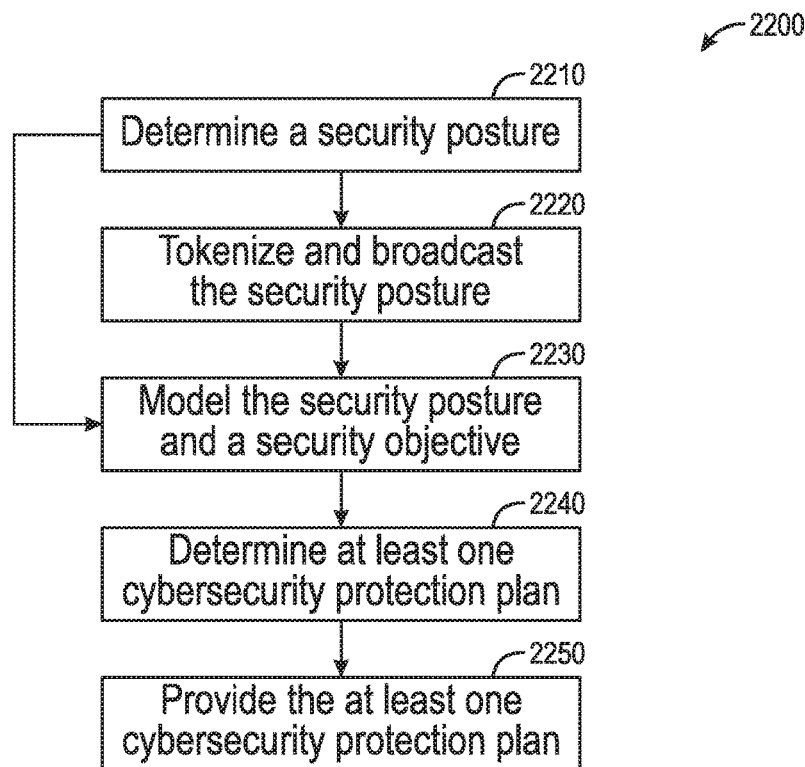 2200
2210
Determine a security posture
2220
Tokenize and broadcast
the security posture
2230
Model the security posture
and a security objective
2240
Determine at least one
cybersecurity protection plan
2250
Provide the at least one
cybersecurity protection plan